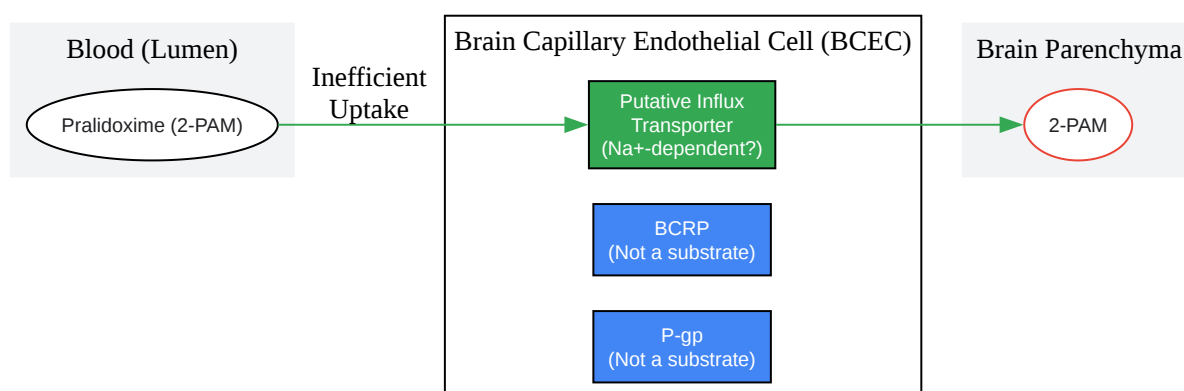 Blood (Lumen)
Pralidoxime (2-PAM)
Inefficient
Uptake
Brain Capillary Endothelial Cell (BCEC)
Putative Influx
Transporter
(Na+-dependent?)
BCRP
(Not a substrate)
P-gp
(Not a substrate)
Brain Parenchyma
2-PAM